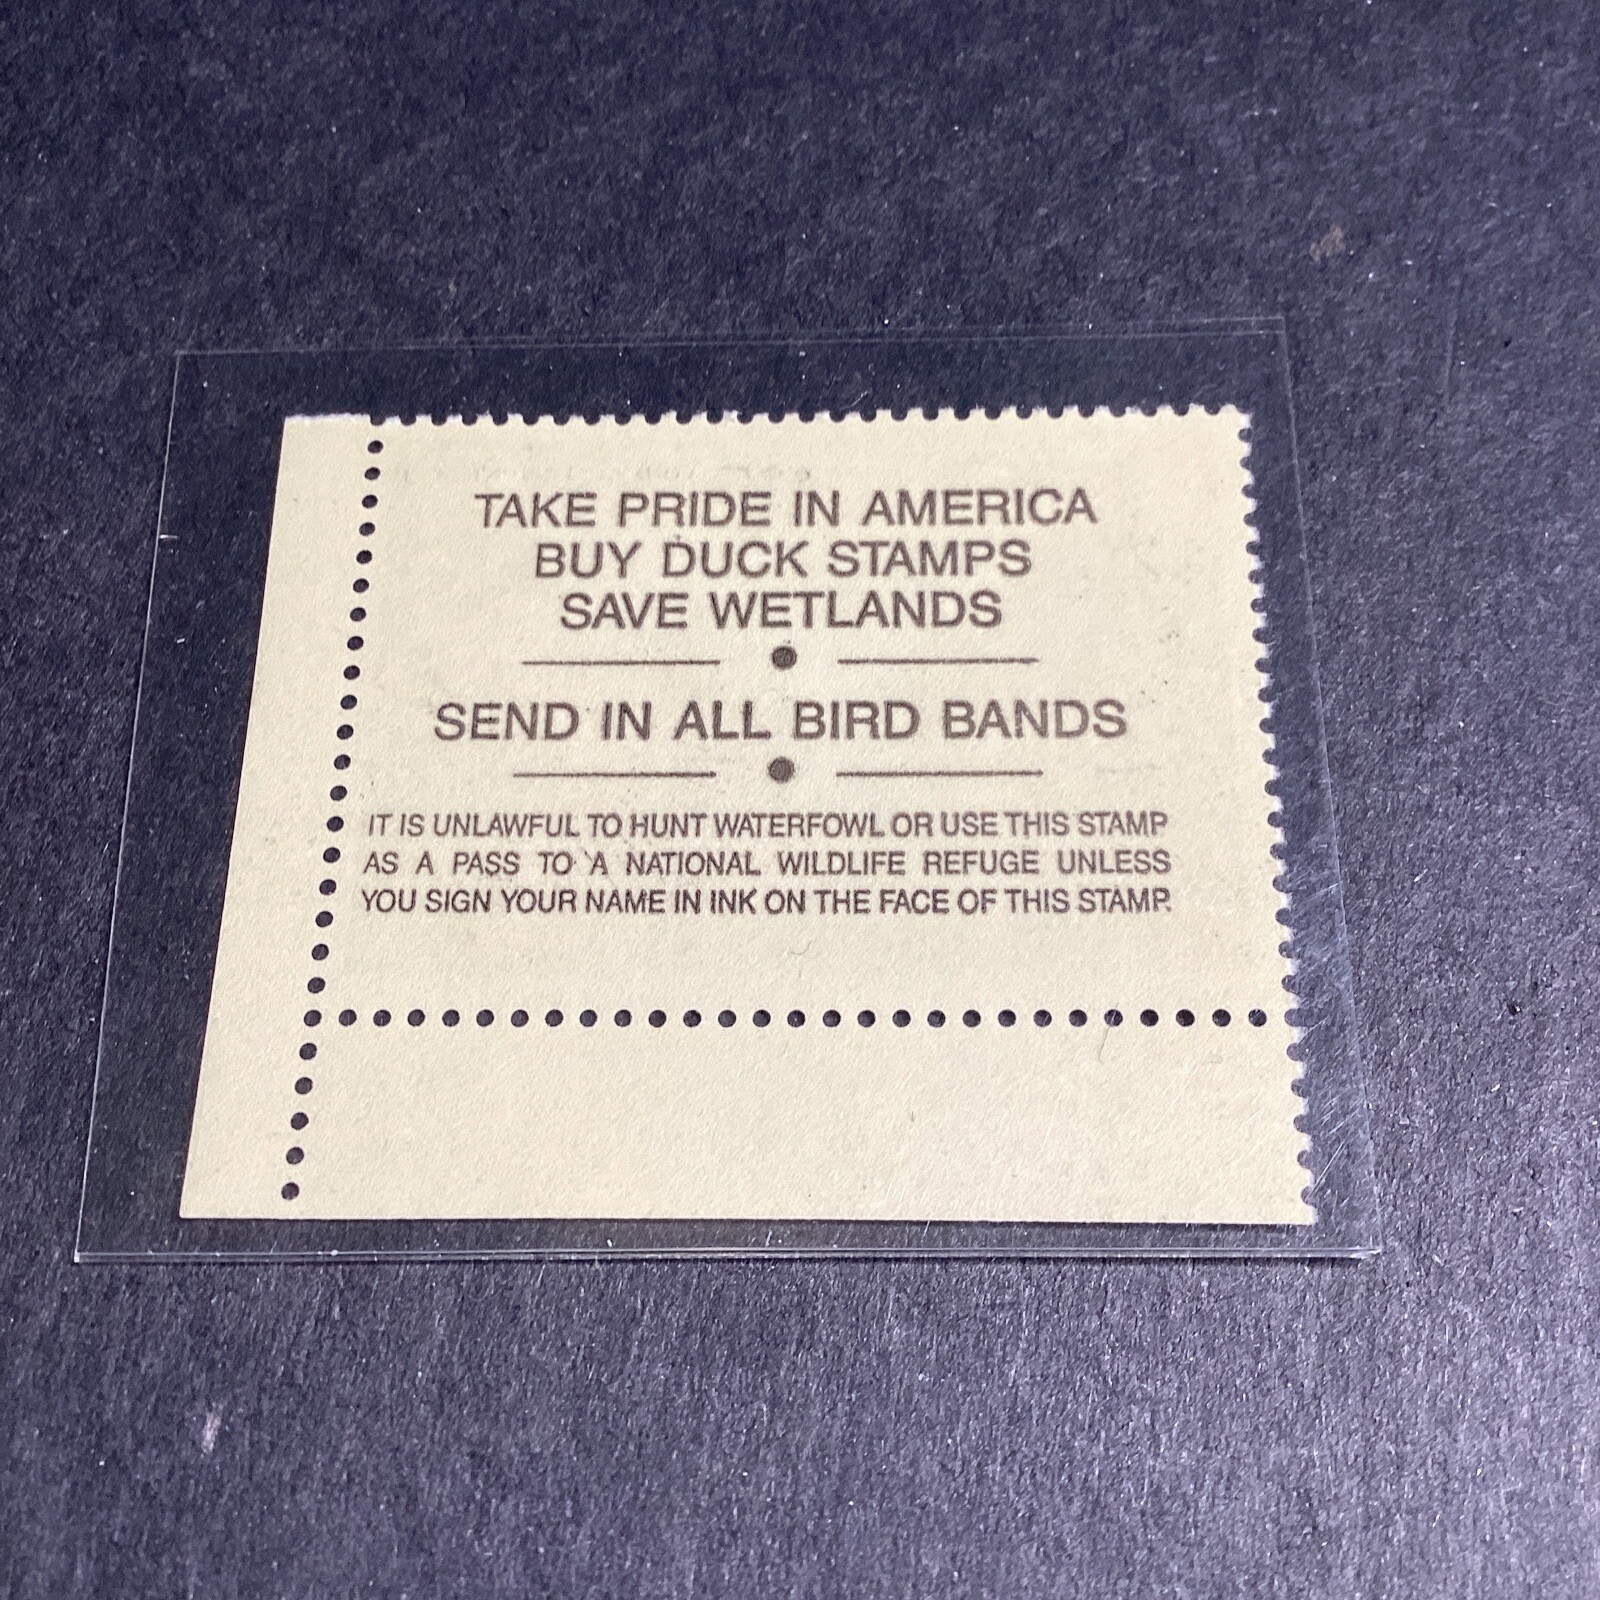 TAKE PRIDE IN AMERICA
BUY DUCK STAMPS
SAVE WETLANDS
SEND IN ALL BIRD BANDS
IT IS UNLAWFUL TO HUNT WATERFOWL OR USE THIS STAMP
AS A PASS TO A NATIONAL WILDLIFE REFUGE UNLESS
YOU SIGN YOUR NAME IN INK ON THE FACE OF THIS STAMP.